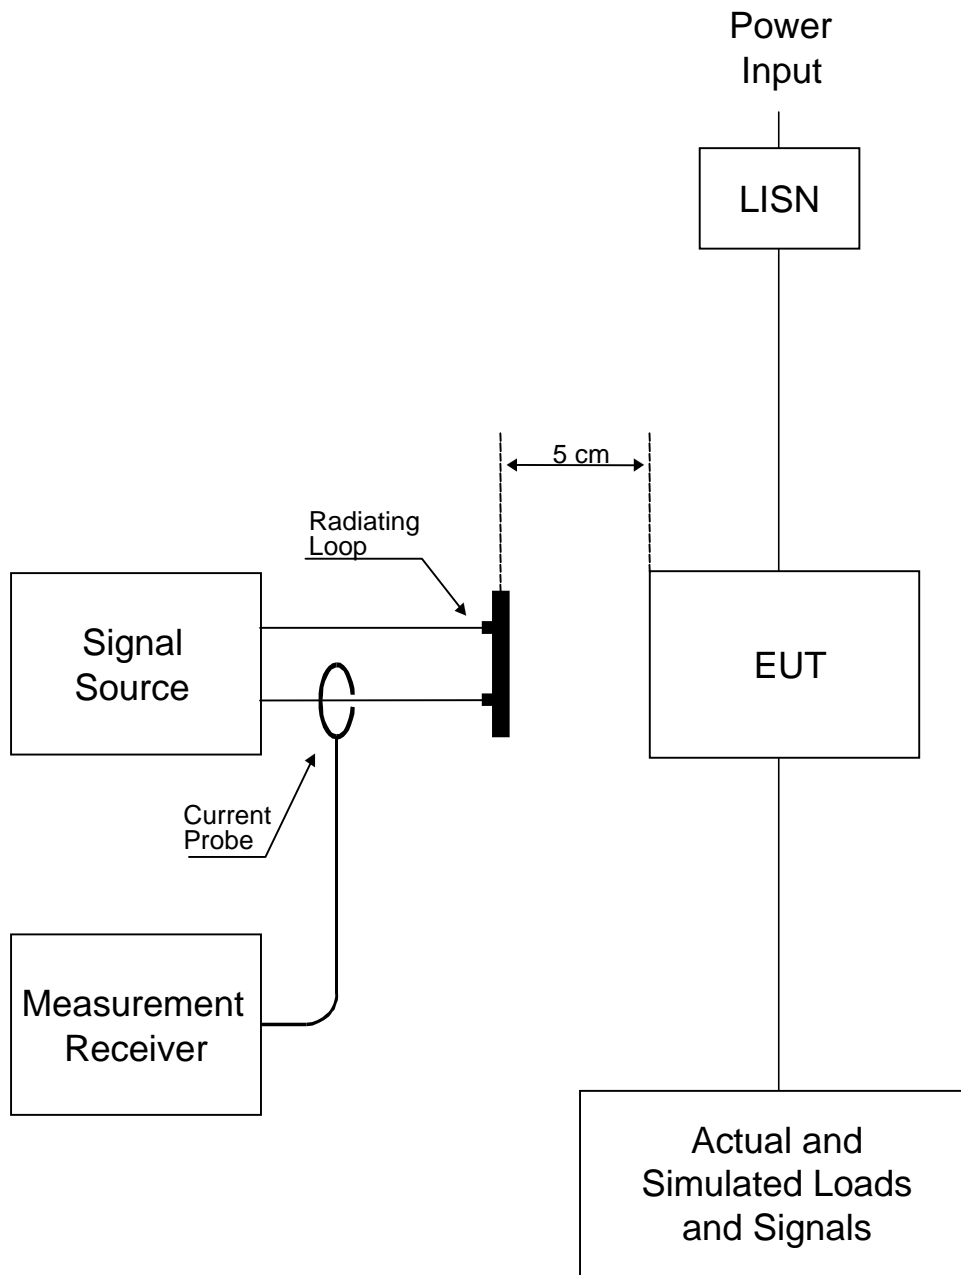 Power
Input
LISN
5 cm
Radiating
Loop
Signal
Source
EUT
Current
Probe
Measurement
Receiver
Actual and
Simulated Loads
and Signals